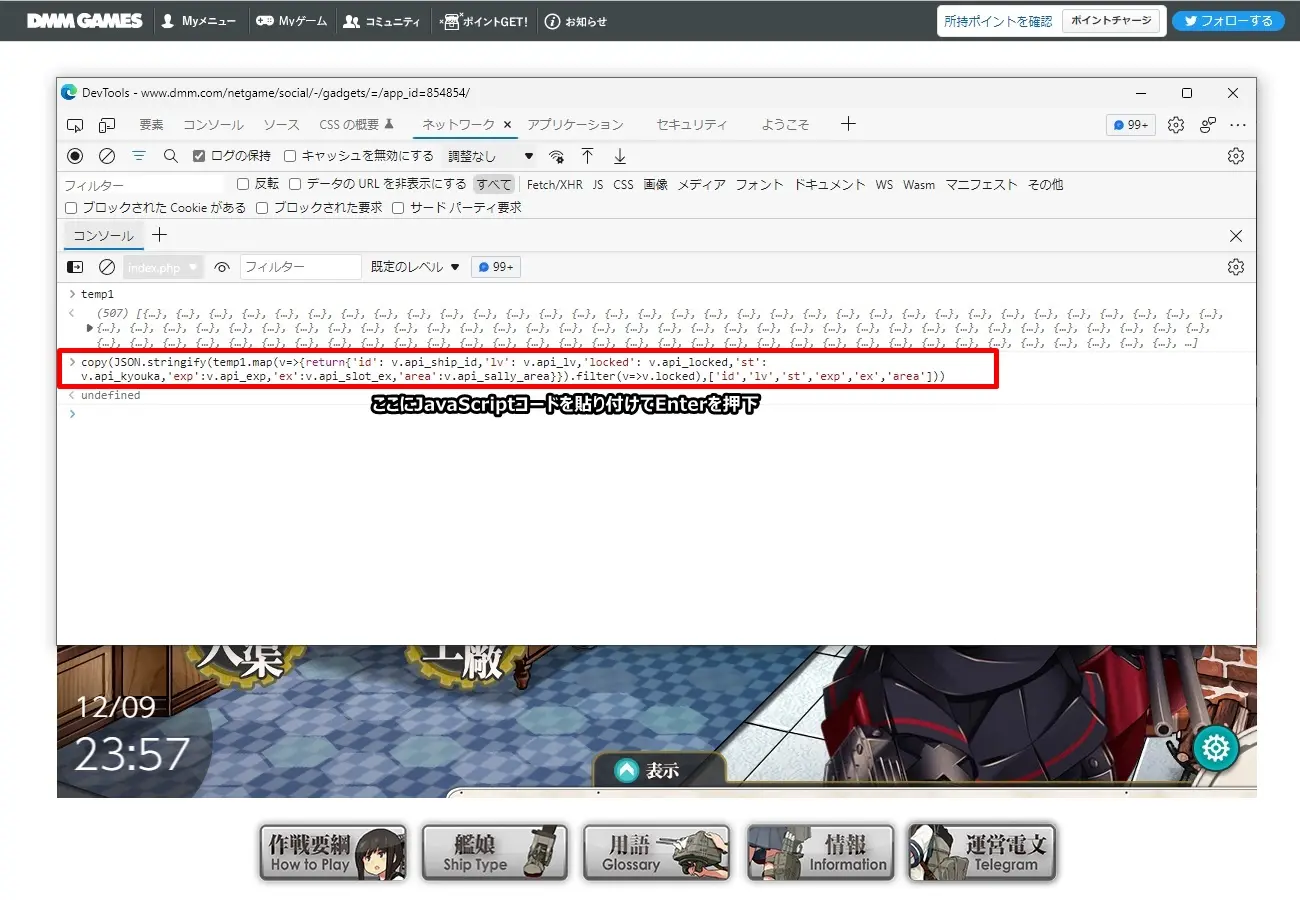 DMM GAMES Myメニュー Myゲーム コミュニティ ポイントGET! お知らせ 所持ポイントを確認 ポイントチャージ フォローする
DevTools - www.dmm.com/netgame/social/-/gadgets/=/app_id=854854/
要素 コンソール ソース CSS の概要 ネットワーク アプリケーション セキュリティ ようこそ 99+
ログの保持 キャッシュを無効にする 調整なし
フィルター 反転 データの URL を非表示にする すべて Fetch/XHR JS CSS 画像 メディア フォント ドキュメント WS Wasm マニフェスト その他
ブロックされた Cookie がある ブロックされた要求 サード パーティ要求
コンソール
index.php フィルター 既定のレベル 99+
temp1
(507) [{…}, {…}, {…}, {…}, {…}, {…}, {…}, {…}, {…}, {…}, {…}, {…}, {…}, {…}, {…}, {…}, {…}, {…}, {…}, {…}, {…}, {…}, {…}, {…}, {…}, {…}, {…}, {…}, {…}, {…}, {…}, {…}, {…},
{…}, {…}, {…}, {…}, {…}, {…}, {…}, {…}, {…}, {…}, {…}, {…}, {…}, {…}, {…}, {…}, {…}, {…}, {…}, {…}, {…}, {…}, {…}, {…}, {…}, {…}, {…}, {…}, {…}, {…}, {…}, {…}, {…}, {…},
{…}, {…}, {…}, {…}, {…}, {…}, {…}, {…}, {…}, {…}, {…}, {…}, {…}, {…}, {…}, {…}, {…}, {…}, {…}, {…}, {…}, {…}, {…}, {…}, {…}, {…}, {…}, {…}, {…}, {…}, {…}, {…}, {…}, …]
copy(JSON.stringify(temp1.map(v=>{return{'id': v.api_ship_id,'lv': v.api_lv,'locked': v.api_locked,'st':
v.api_kyouka,'exp':v.api_exp,'ex':v.api_slot_ex,'area':v.api_sally_area}}).filter(v=>v.locked),['id','lv','st','exp','ex','area']))
undefined
ここにJavaScriptコードを貼り付けてEnterを押下
入渠 工廠
12/09
23:57
表示
作戦要綱 艦娘 用語 情報 運営電文
How to Play Ship Type Glossary Information Telegram